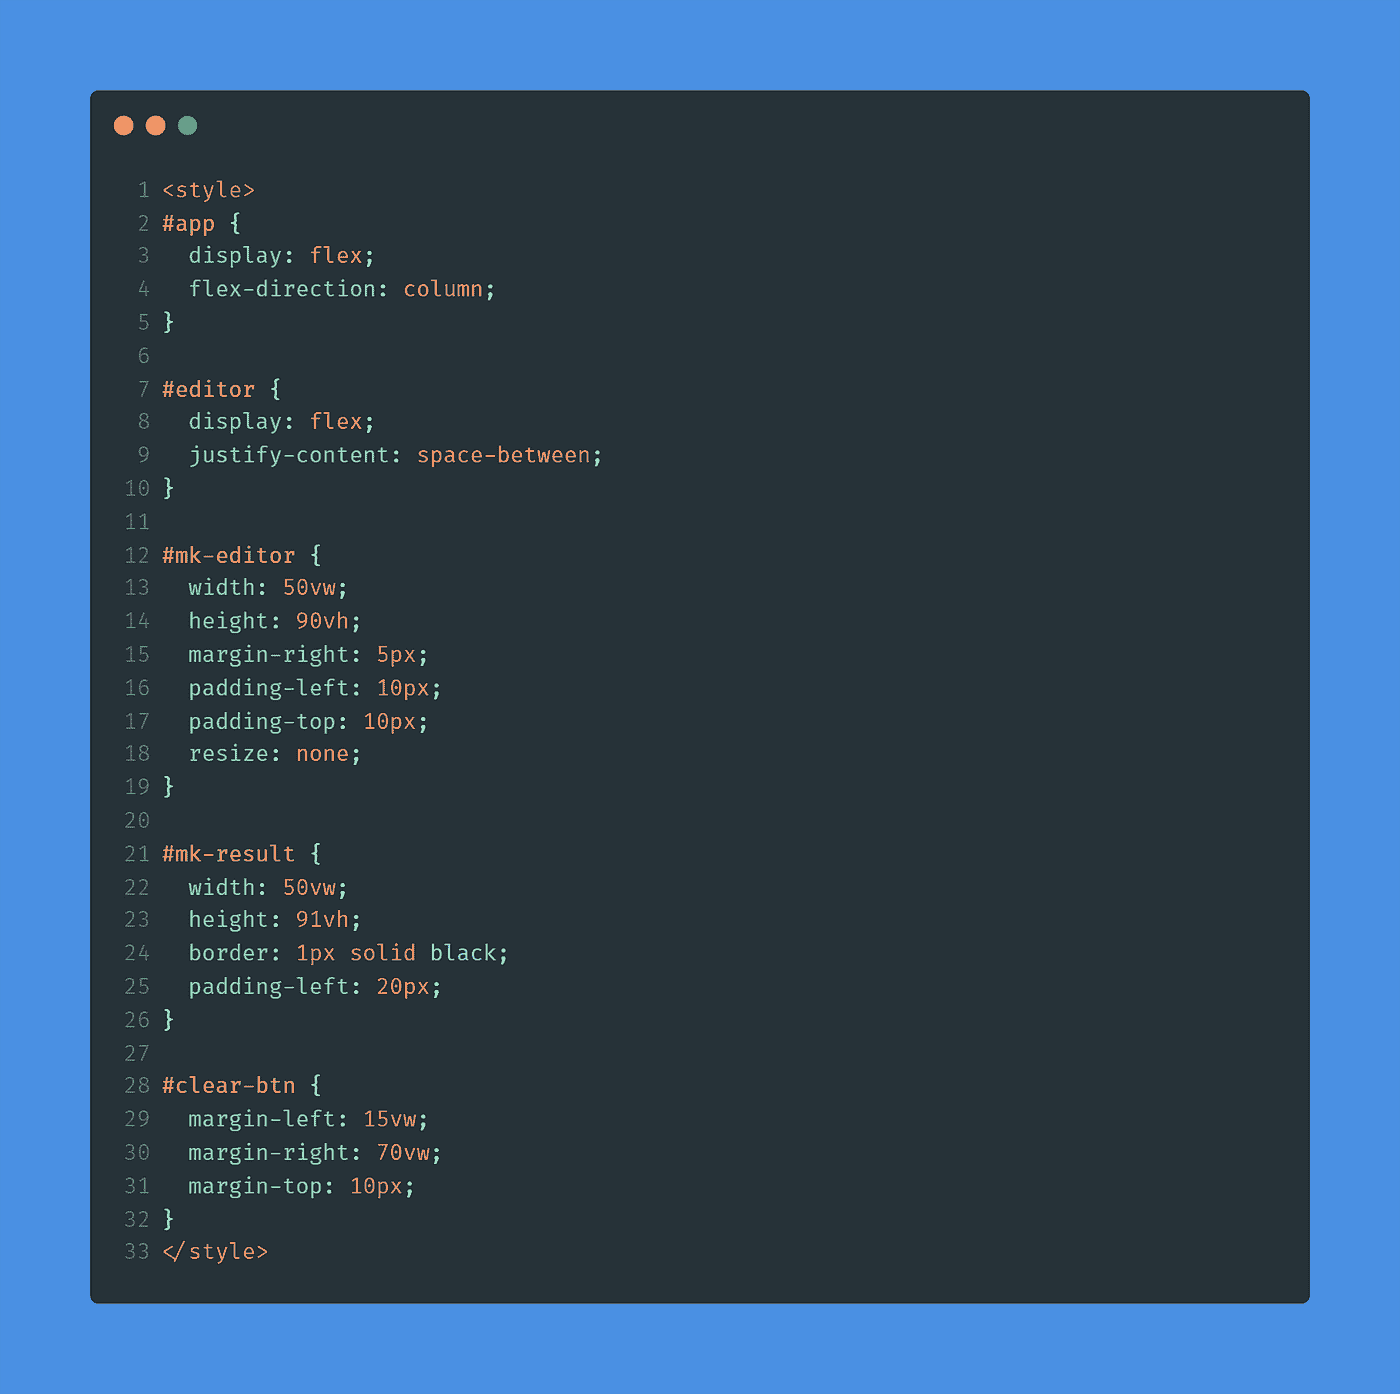 1 <style>
2 #app {
3   display: flex;
4   flex-direction: column;
5 }
6
7 #editor {
8   display: flex;
9   justify-content: space-between;
10 }
11
12 #mk-editor {
13   width: 50vw;
14   height: 90vh;
15   margin-right: 5px;
16   padding-left: 10px;
17   padding-top: 10px;
18   resize: none;
19 }
20
21 #mk-result {
22   width: 50vw;
23   height: 91vh;
24   border: 1px solid black;
25   padding-left: 20px;
26 }
27
28 #clear-btn {
29   margin-left: 15vw;
30   margin-right: 70vw;
31   margin-top: 10px;
32 }
33 </style>